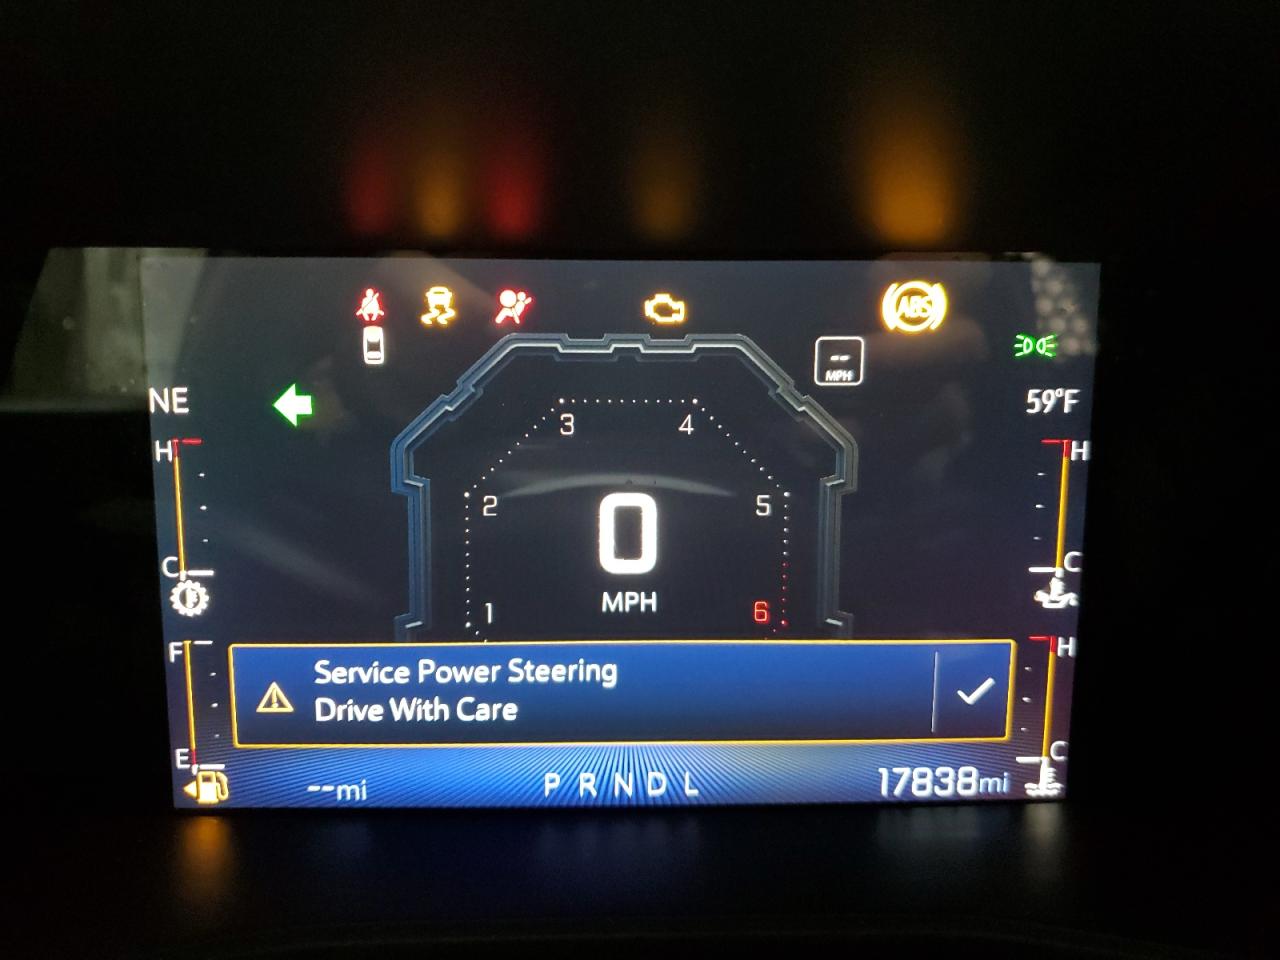 ABS
--
MPH
NE
59°F
H
H
3
4
2
5
0
C
C
MPH
1
6
F
H
Service Power Steering
Drive With Care
E
C
--mi
P R N D L
17838mi